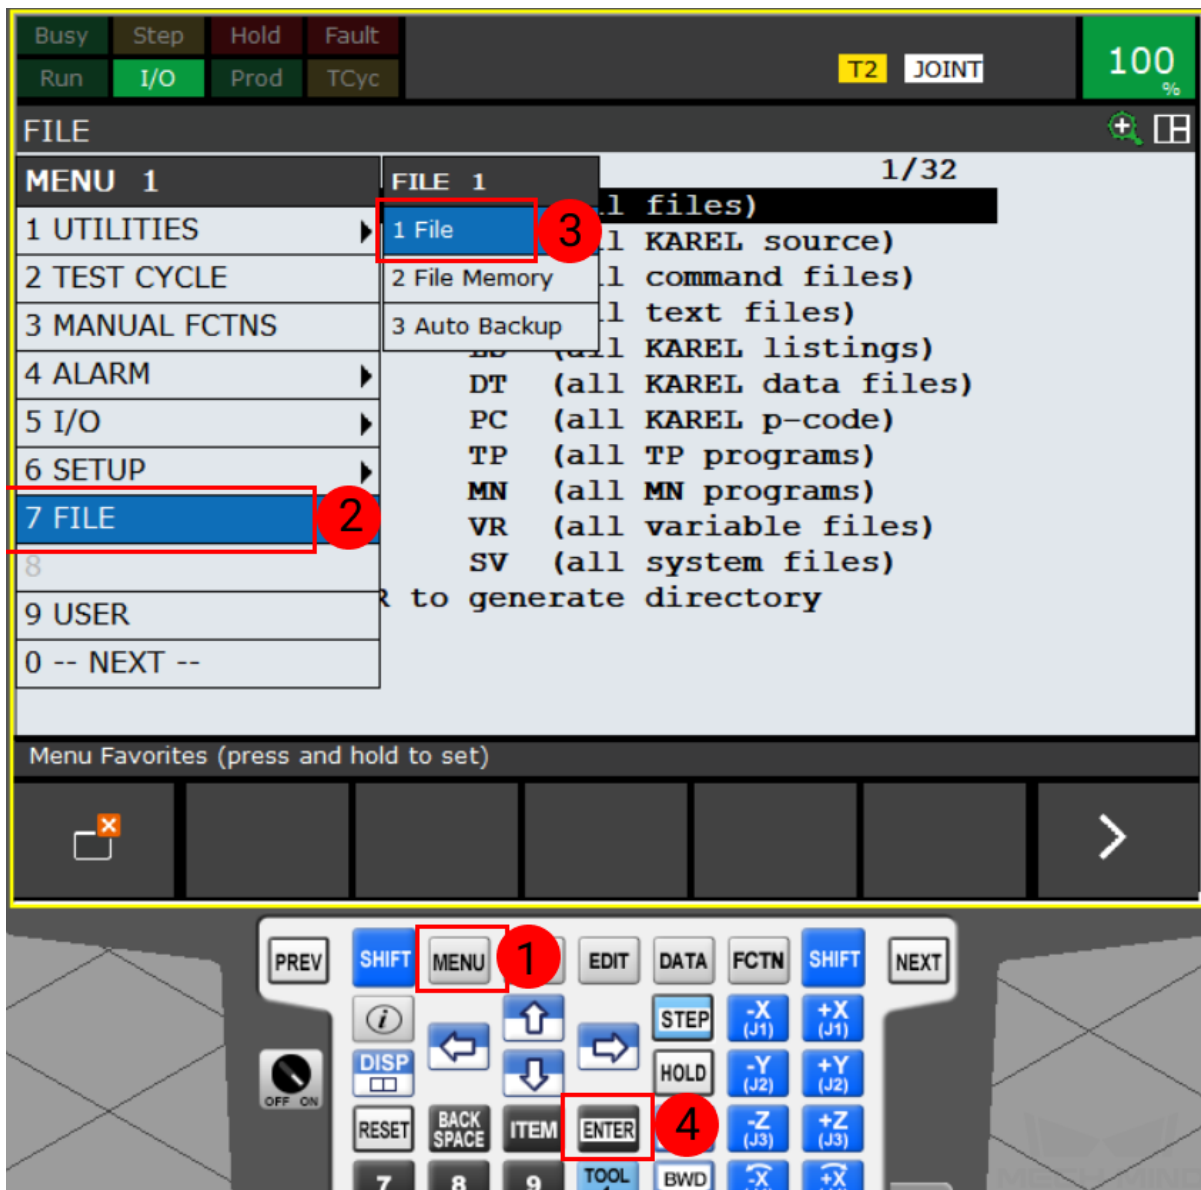 Busy Step Hold Fault
Run I/O Prod TCyc
T2 JOINT
100
%
FILE
MENU 1
1 UTILITIES
2 TEST CYCLE
3 MANUAL FCTNS
4 ALARM
5 I/O
6 SETUP
7 FILE
2
8
9 USER
0 -- NEXT --
FILE 1
1 File
3
2 File Memory
3 Auto Backup
1/32
l files)
l KAREL source)
l command files)
l text files)
(all KAREL listings)
DT (all KAREL data files)
PC (all KAREL p-code)
TP (all TP programs)
MN (all MN programs)
VR (all variable files)
SV (all system files)
R to generate directory
Menu Favorites (press and hold to set)
PREV SHIFT MENU 1 EDIT DATA FCTN SHIFT NEXT
i STEP -X (J1) +X (J1)
DISP HOLD -Y (J2) +Y (J2)
OFF ON
RESET BACK SPACE ITEM ENTER 4 -Z (J3) +Z (J3)
7 8 9 TOOL BWD -X +X